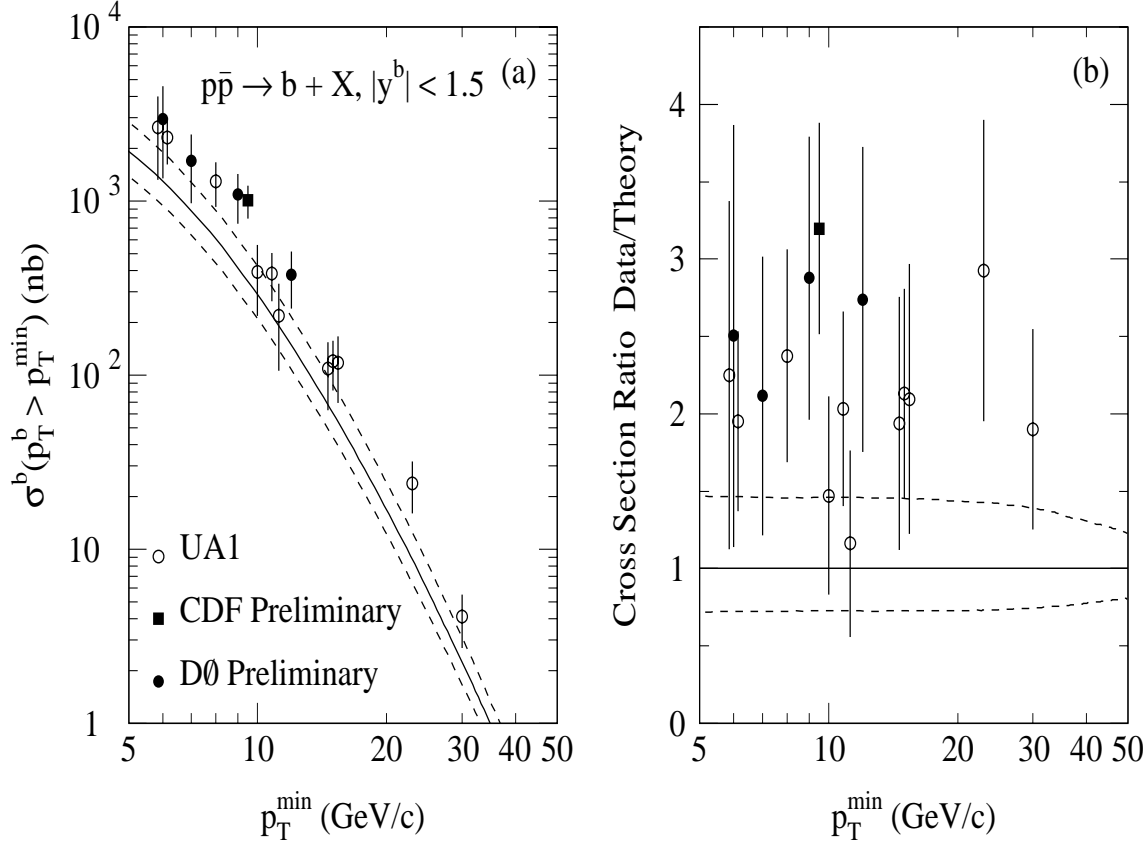 (a)
pp̄ → b + X, |y^b| < 1.5
σ^b(p_T^b > p_T^min) (nb)
10^4
10^3
10^2
10
1
UA1
CDF Preliminary
DØ Preliminary
5 10 20 30 40 50
p_T^min (GeV/c)
(b)
Cross Section Ratio Data/Theory
4
3
2
1
0
5 10 20 30 40 50
p_T^min (GeV/c)